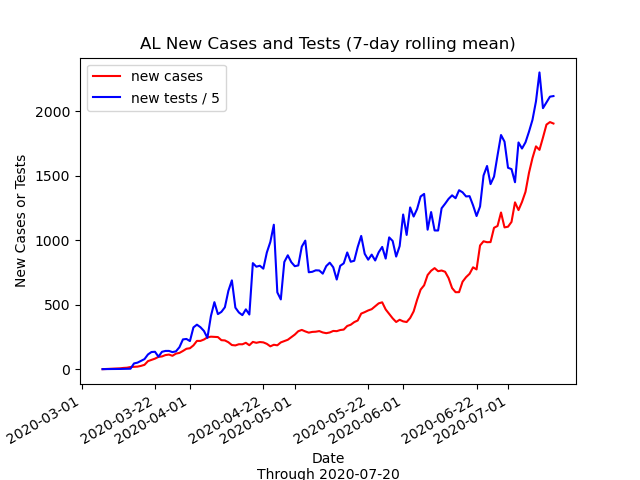 AL New Cases and Tests (7-day rolling mean)
new cases
new tests / 5
New Cases or Tests
2000
1500
1000
500
0
2020-03-01
2020-03-22
2020-04-01
2020-04-22
2020-05-01
2020-05-22
2020-06-01
2020-06-22
2020-07-01
Date
Through 2020-07-20